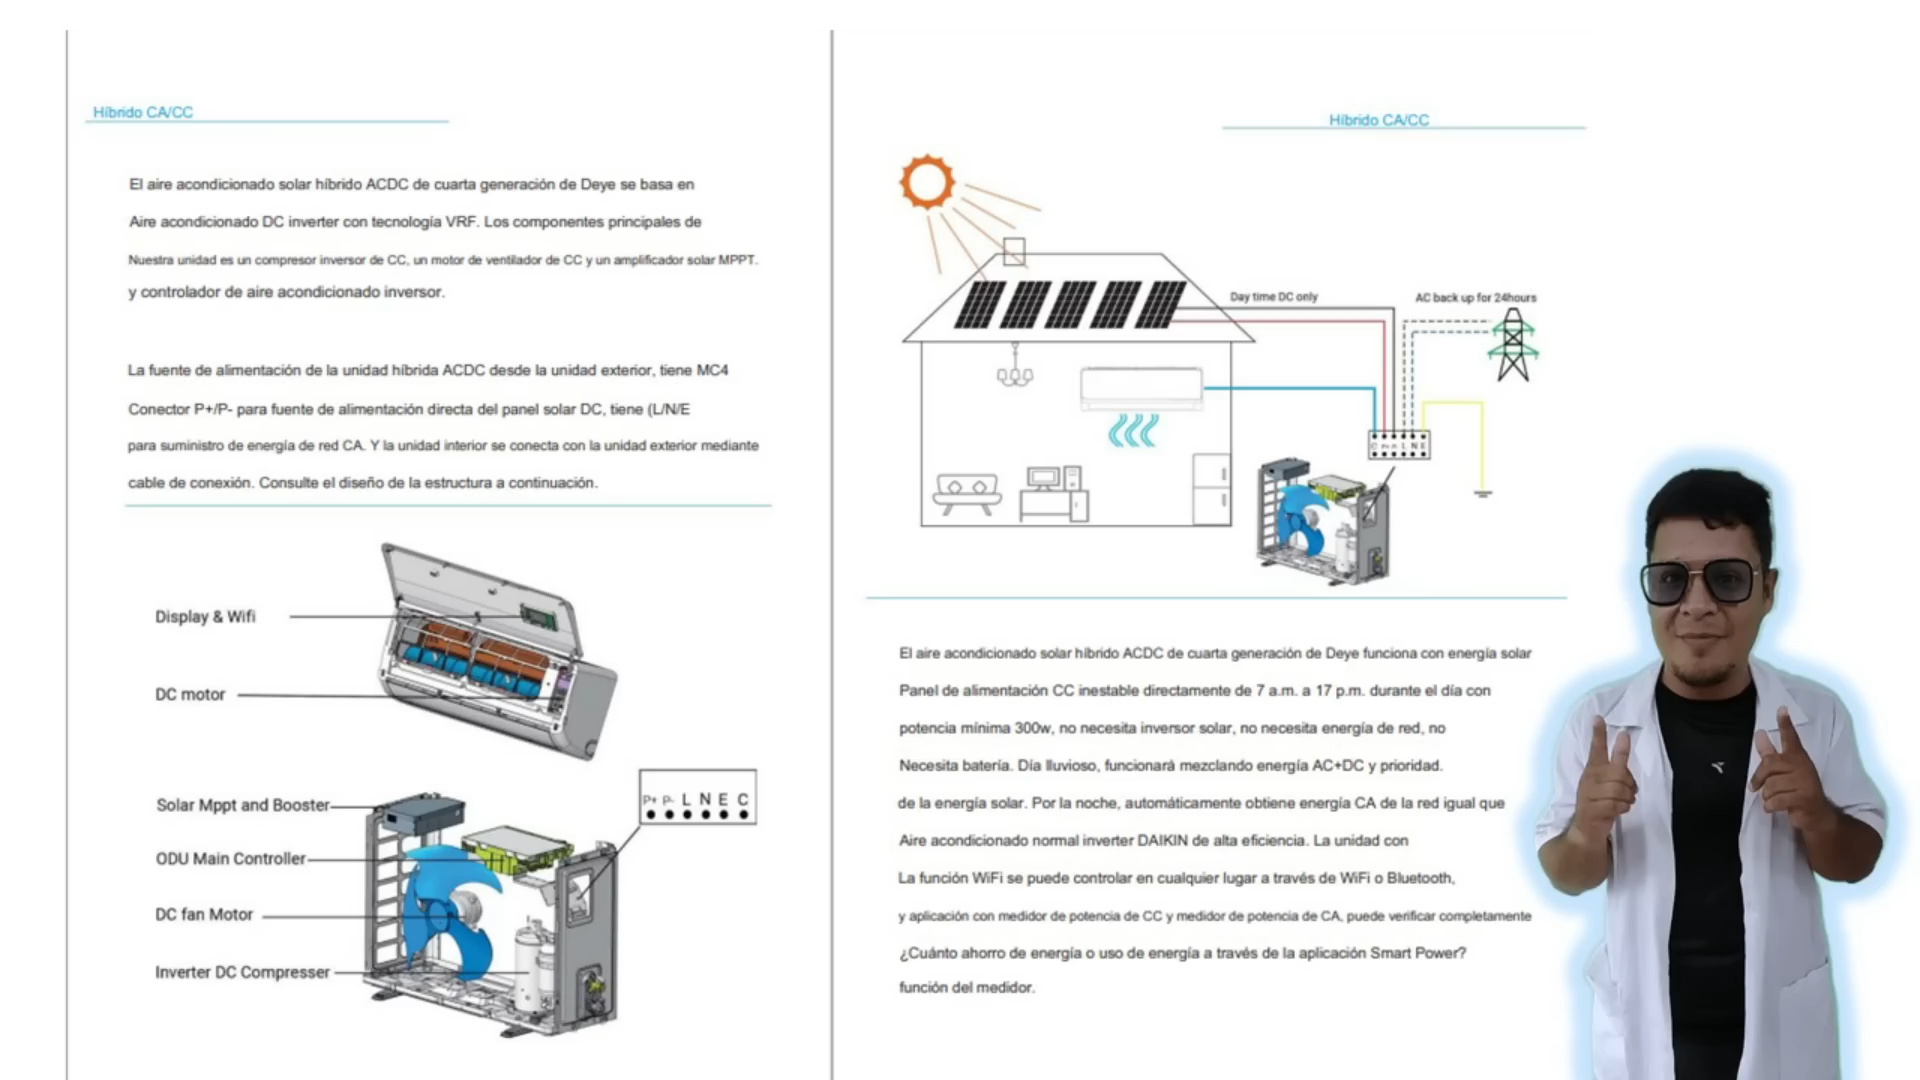 Híbrido CA/CC
El aire acondicionado solar híbrido ACDC de cuarta generación de Deye se basa en
Aire acondicionado DC inverter con tecnología VRF. Los componentes principales de
Nuestra unidad es un compresor inversor de CC, un motor de ventilador de CC y un amplificador solar MPPT.
y controlador de aire acondicionado inversor.
La fuente de alimentación de la unidad híbrida ACDC desde la unidad exterior, tiene MC4
Conector P+/P- para fuente de alimentación directa del panel solar DC, tiene (L/N/E
para suministro de energía de red CA. Y la unidad interior se conecta con la unidad exterior mediante
cable de conexión. Consulte el diseño de la estructura a continuación.
Display & Wifi
DC motor
P+ P- L N E C
Solar Mppt and Booster
ODU Main Controller
DC fan Motor
Inverter DC Compresser
Híbrido CA/CC
Day time DC only
AC back up for 24hours
C P+ P- L N E
El aire acondicionado solar híbrido ACDC de cuarta generación de Deye funciona con energía solar
Panel de alimentación CC inestable directamente de 7 a.m. a 17 p.m. durante el día con
potencia mínima 300w, no necesita inversor solar, no necesita energía de red, no
Necesita batería. Día lluvioso, funcionará mezclando energía AC+DC y prioridad.
de la energía solar. Por la noche, automáticamente obtiene energía CA de la red igual que
Aire acondicionado normal inverter DAIKIN de alta eficiencia. La unidad con
La función WiFi se puede controlar en cualquier lugar a través de WiFi o Bluetooth,
y aplicación con medidor de potencia de CC y medidor de potencia de CA, puede verificar completamente
¿Cuánto ahorro de energía o uso de energía a través de la aplicación Smart Power?
función del medidor.